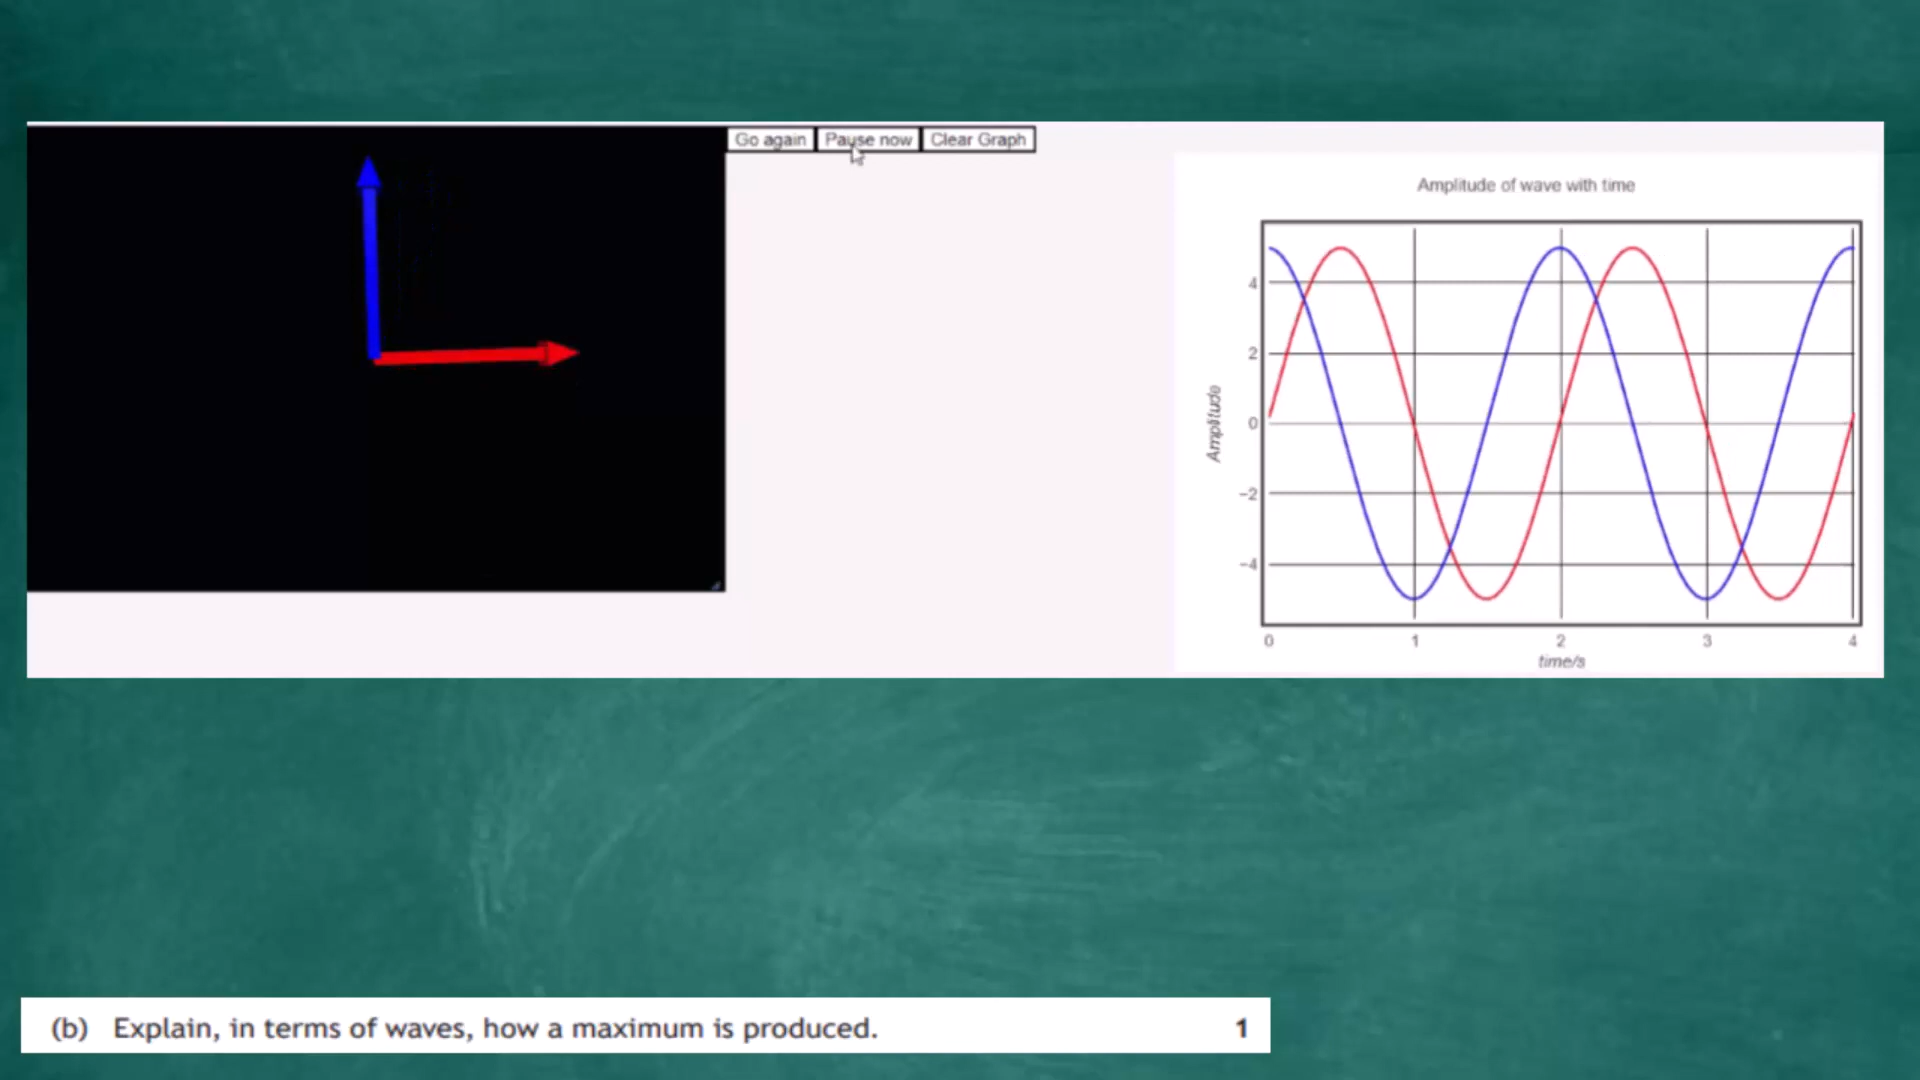 Go again Pause now Clear Graph
Amplitude of wave with time
Amplitude
4
2
0
−2
−4
0 1 2 3 4
time/s
(b) Explain, in terms of waves, how a maximum is produced. 1